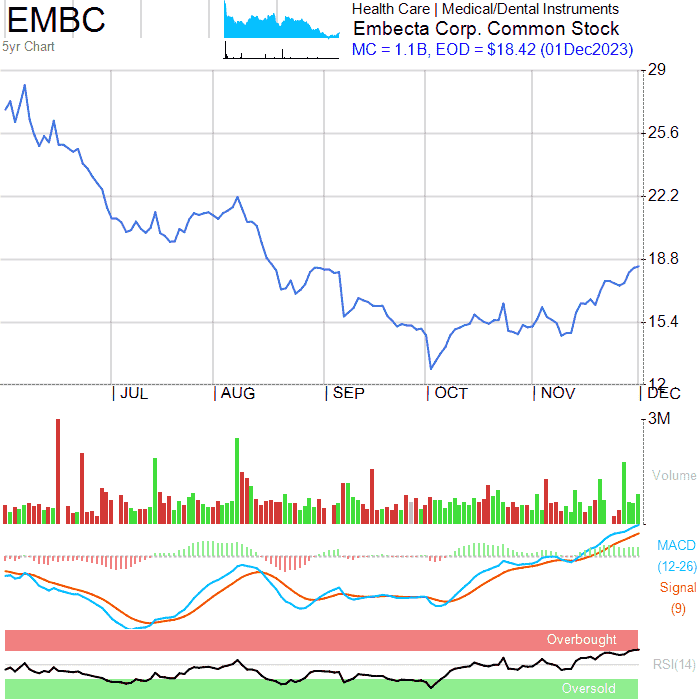 EMBC
5yr Chart
Health Care | Medical/Dental Instruments
Embecta Corp. Common Stock
MC = 1.1B, EOD = $18.42 (01Dec2023)
29
25.6
22.2
18.8
15.4
12
JUL AUG SEP OCT NOV DEC
3M
Volume
MACD
(12-26)
Signal
(9)
Overbought
RSI(14)
Oversold